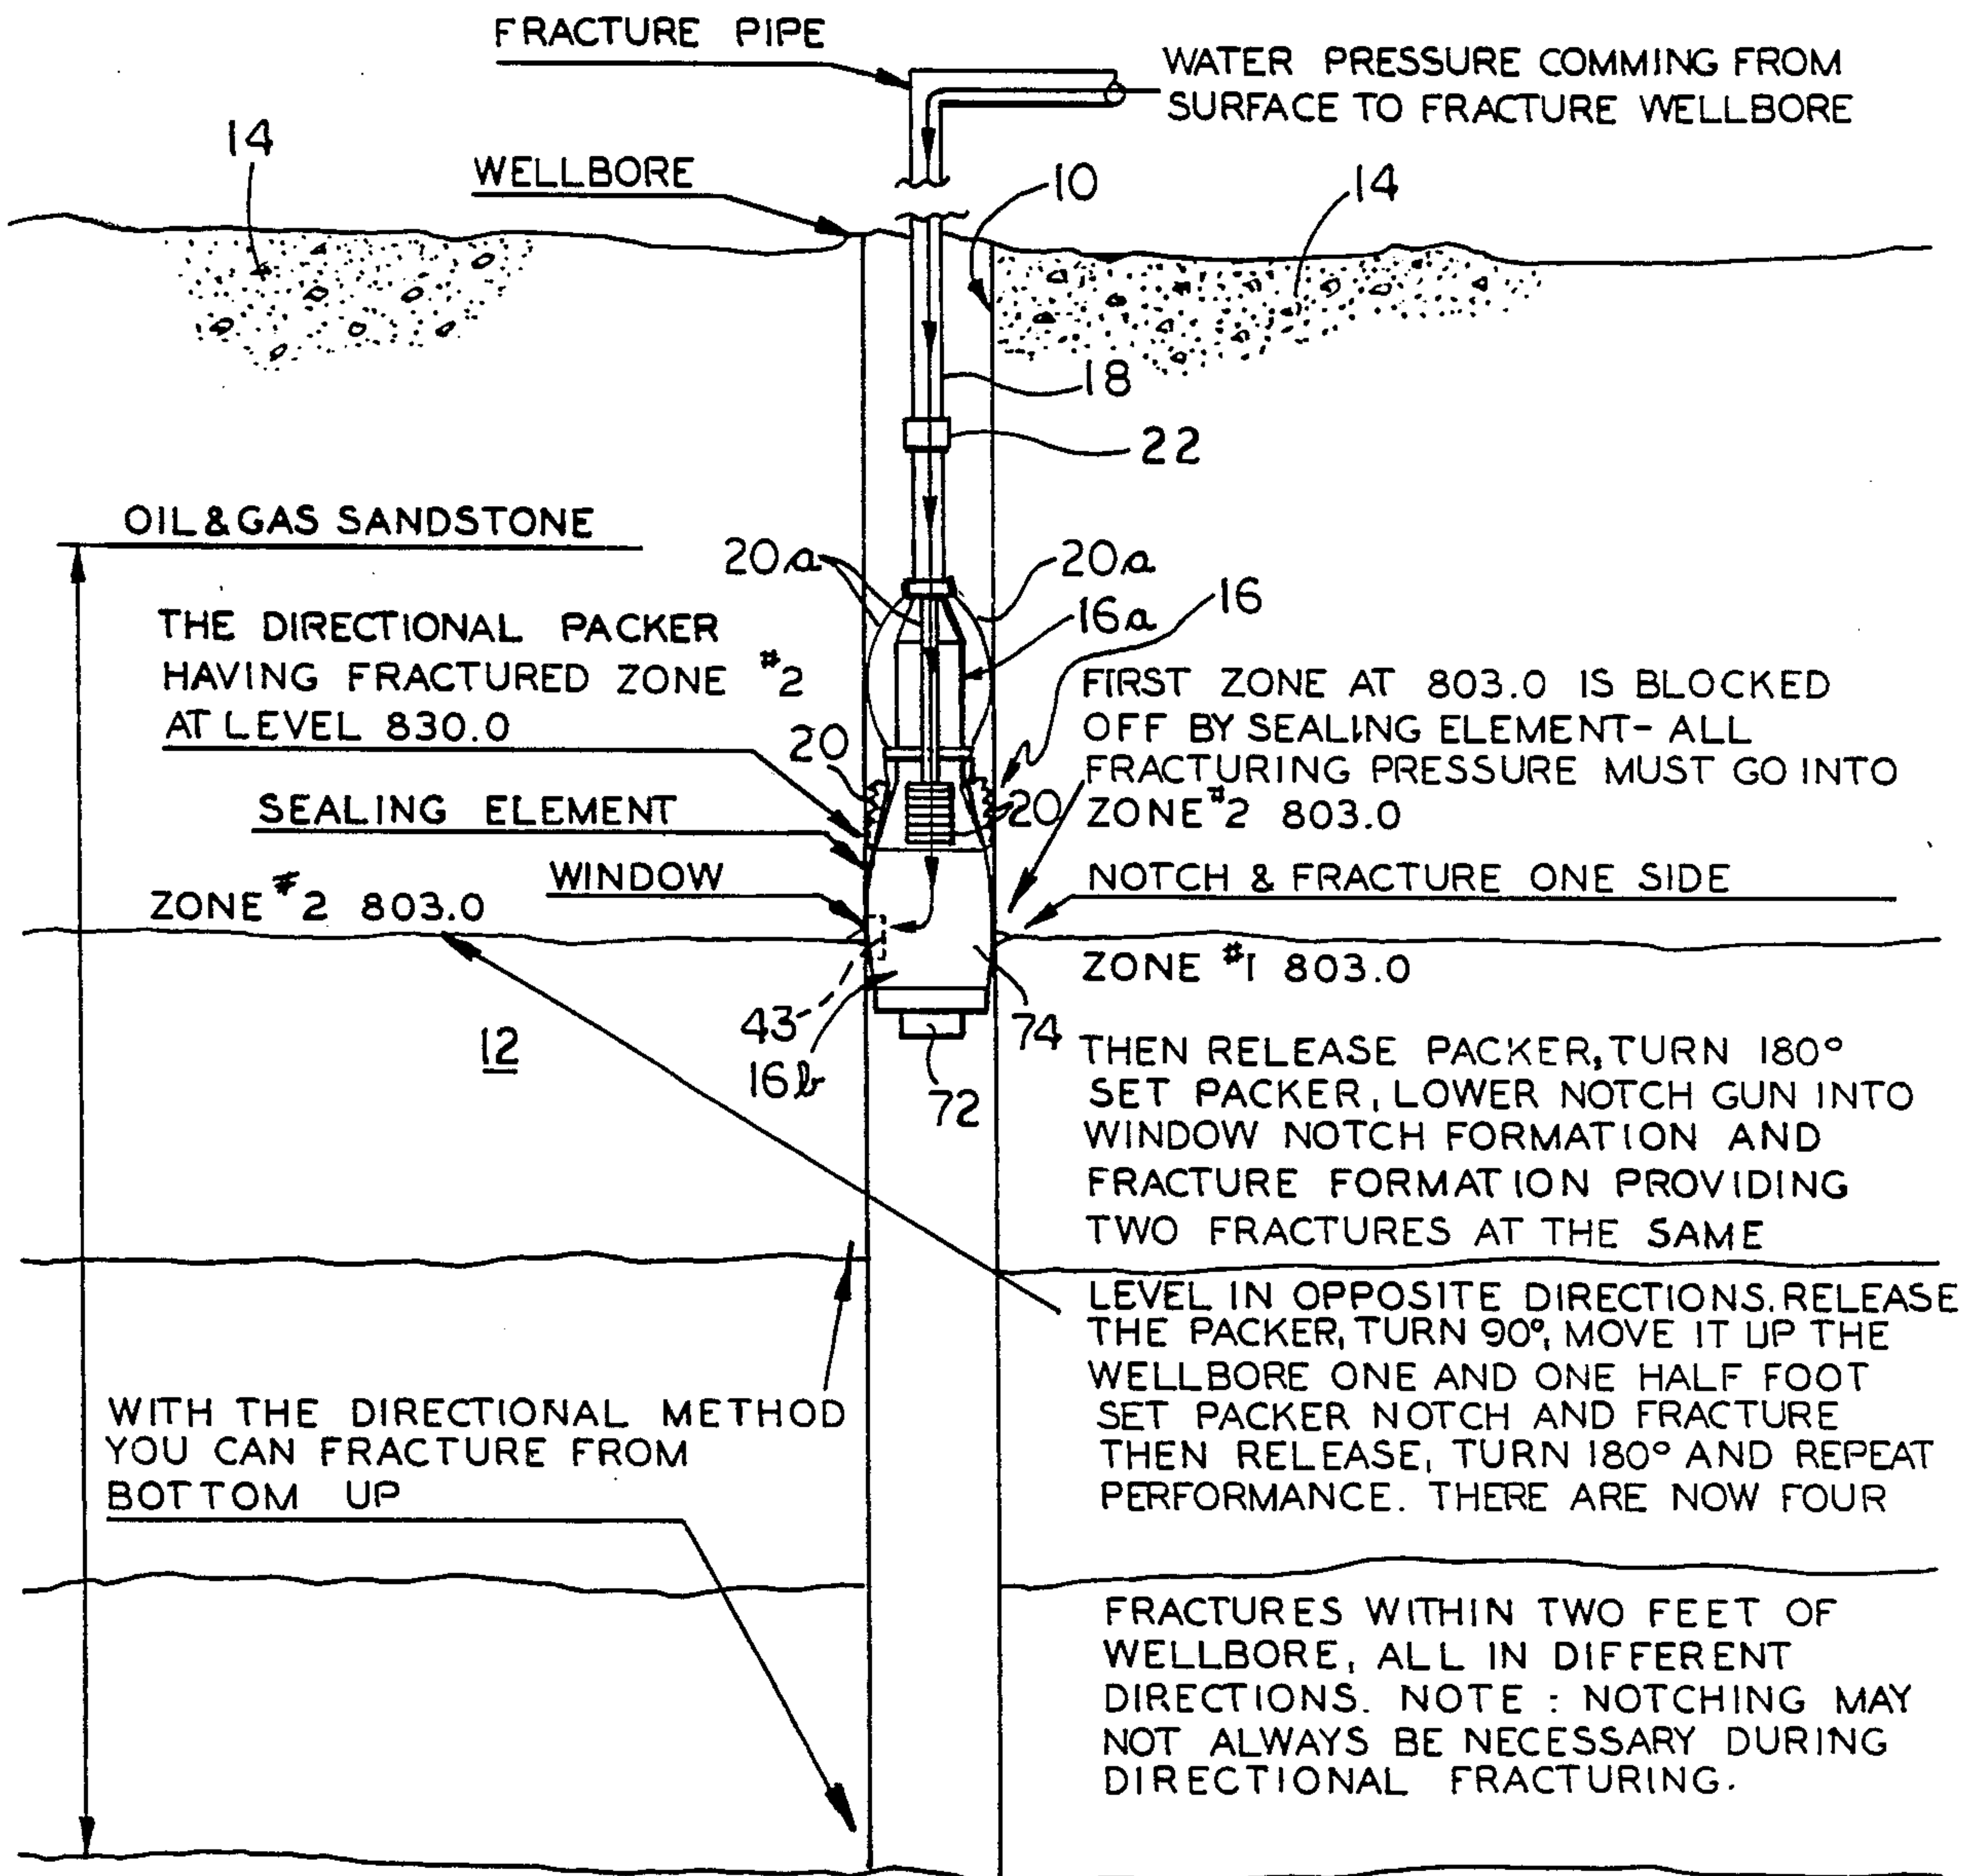 FRACTURE PIPE
WATER PRESSURE COMMING FROM
SURFACE TO FRACTURE WELLBORE
14
WELLBORE
10
14
18
22
OIL & GAS SANDSTONE
20a
20a
16
16a
THE DIRECTIONAL PACKER
HAVING FRACTURED ZONE #2
AT LEVEL 830.0
FIRST ZONE AT 803.0 IS BLOCKED
OFF BY SEALING ELEMENT- ALL
FRACTURING PRESSURE MUST GO INTO
ZONE #2 803.0
20
20
SEALING ELEMENT
WINDOW
NOTCH & FRACTURE ONE SIDE
ZONE #2 803.0
ZONE #1 803.0
12
43
16b
72
74
THEN RELEASE PACKER, TURN 180°
SET PACKER, LOWER NOTCH GUN INTO
WINDOW NOTCH FORMATION AND
FRACTURE FORMATION PROVIDING
TWO FRACTURES AT THE SAME
LEVEL IN OPPOSITE DIRECTIONS. RELEASE
THE PACKER, TURN 90°, MOVE IT UP THE
WELLBORE ONE AND ONE HALF FOOT
SET PACKER NOTCH AND FRACTURE
THEN RELEASE, TURN 180° AND REPEAT
PERFORMANCE. THERE ARE NOW FOUR
WITH THE DIRECTIONAL METHOD
YOU CAN FRACTURE FROM
BOTTOM UP
FRACTURES WITHIN TWO FEET OF
WELLBORE, ALL IN DIFFERENT
DIRECTIONS. NOTE : NOTCHING MAY
NOT ALWAYS BE NECESSARY DURING
DIRECTIONAL FRACTURING.